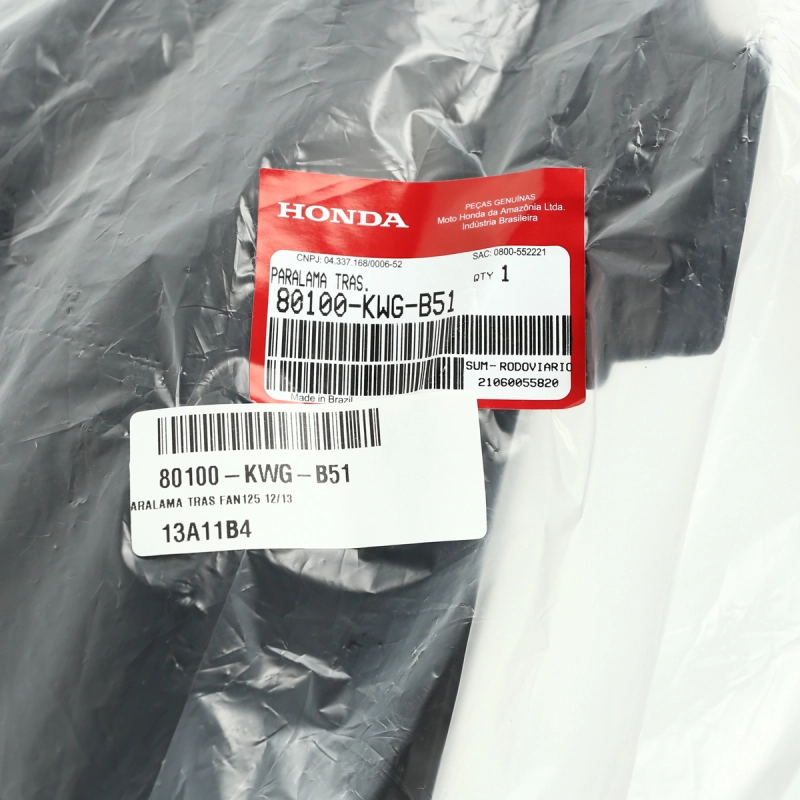 HONDA
PEÇAS GENUÍNAS
Moto Honda da Amazônia Ltda.
Indústria Brasileira
CNPJ: 04.337.168/0006-52
SAC: 0800-552221
PARALAMA TRAS.
QTY 1
80100-KWG-B51
SUM-RODOVIARIO
21060055820
Made in Brazil
80100-KWG-B51
ARALAMA TRAS FAN125 12/13
13A11B4